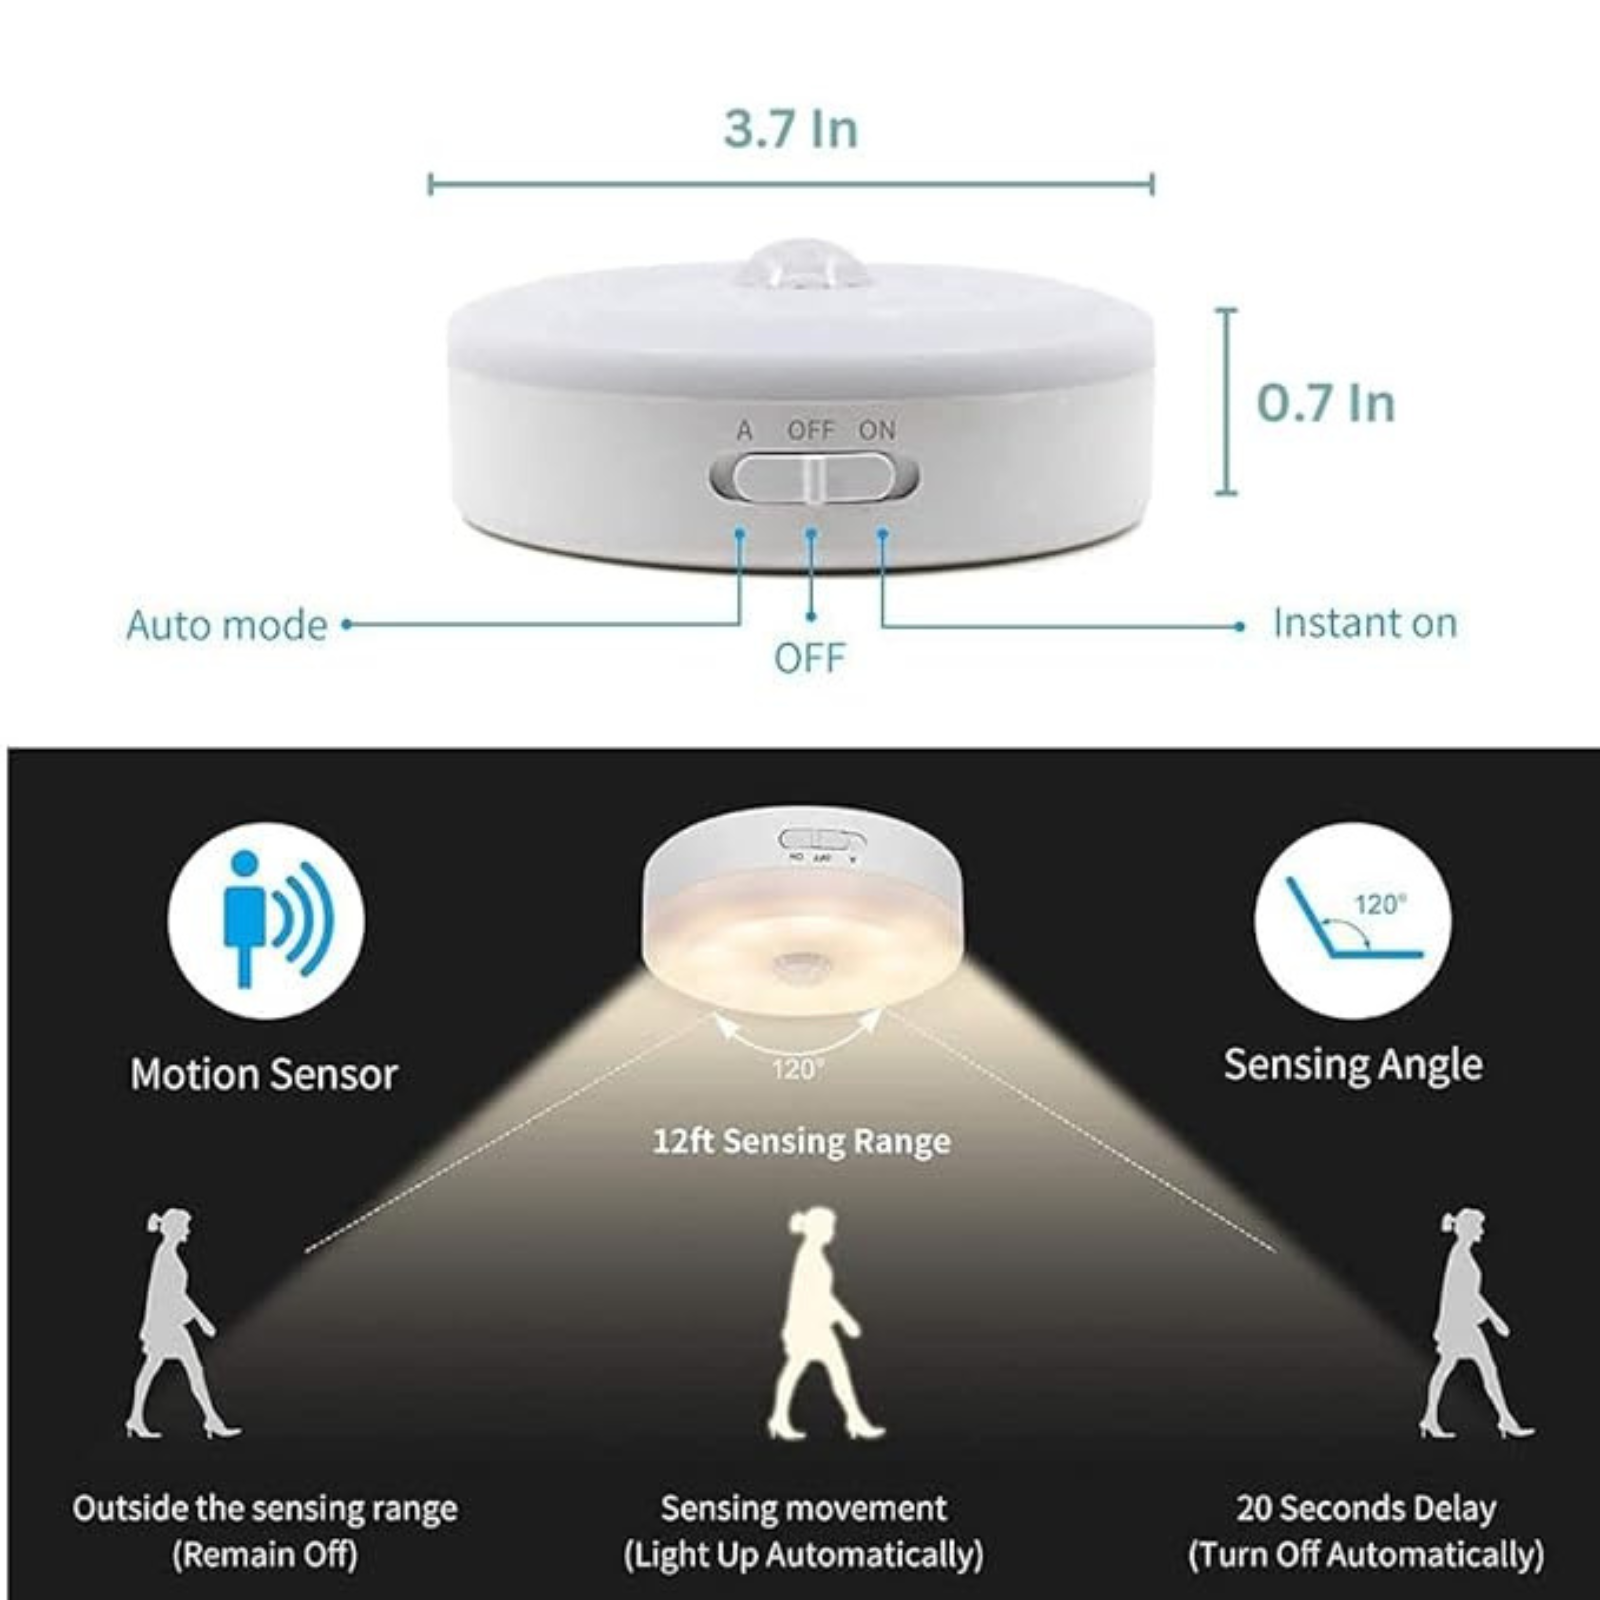 3.7 In
0.7 In
A OFF ON
Auto mode
OFF
Instant on
ON OFF A
120°
Motion Sensor
Sensing Angle
120°
12ft Sensing Range
Outside the sensing range
(Remain Off)
Sensing movement
(Light Up Automatically)
20 Seconds Delay
(Turn Off Automatically)